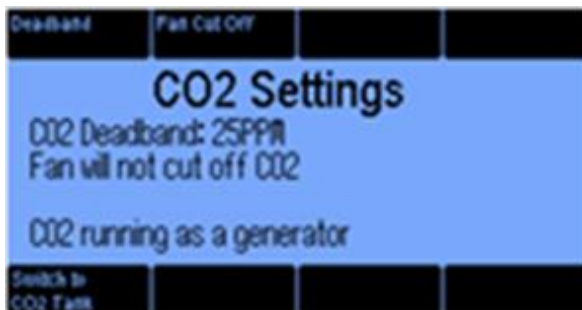 Deadband Fan Cut Off
CO2 Settings
CO2 Deadband: 25PPM
Fan will not cut off CO2
CO2 running as a generator
Switch to
CO2 Tank